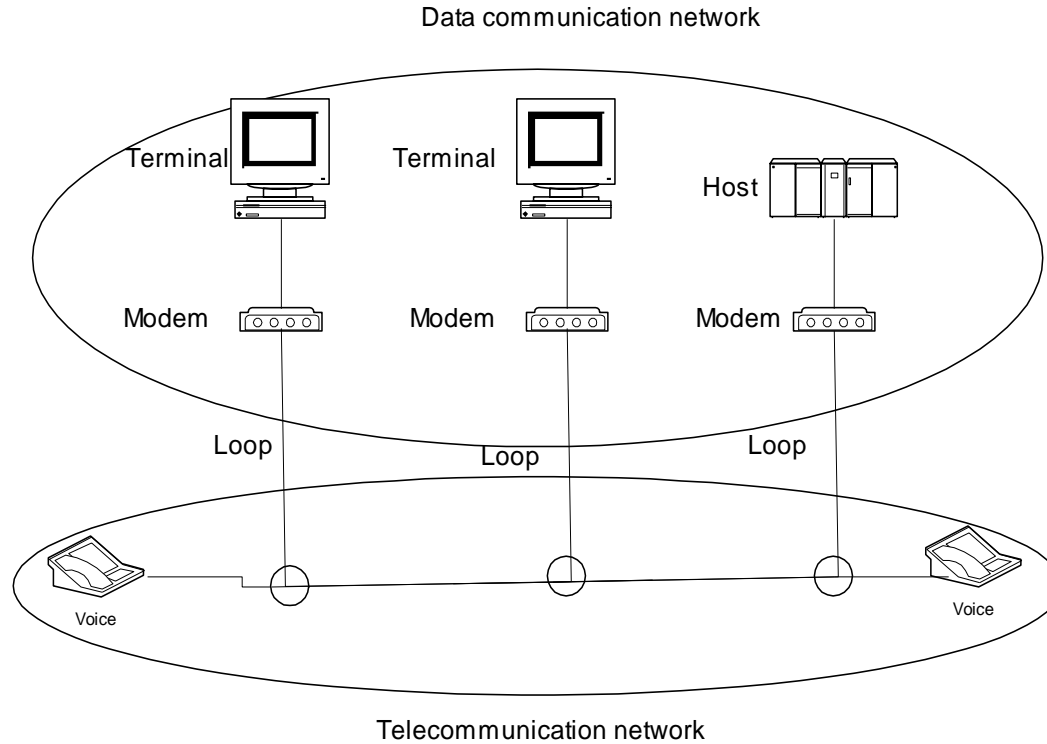 Data communication network
Terminal
Terminal
Host
Modem
Modem
Modem
Loop
Loop
Loop
Voice
Voice
Telecommunication network